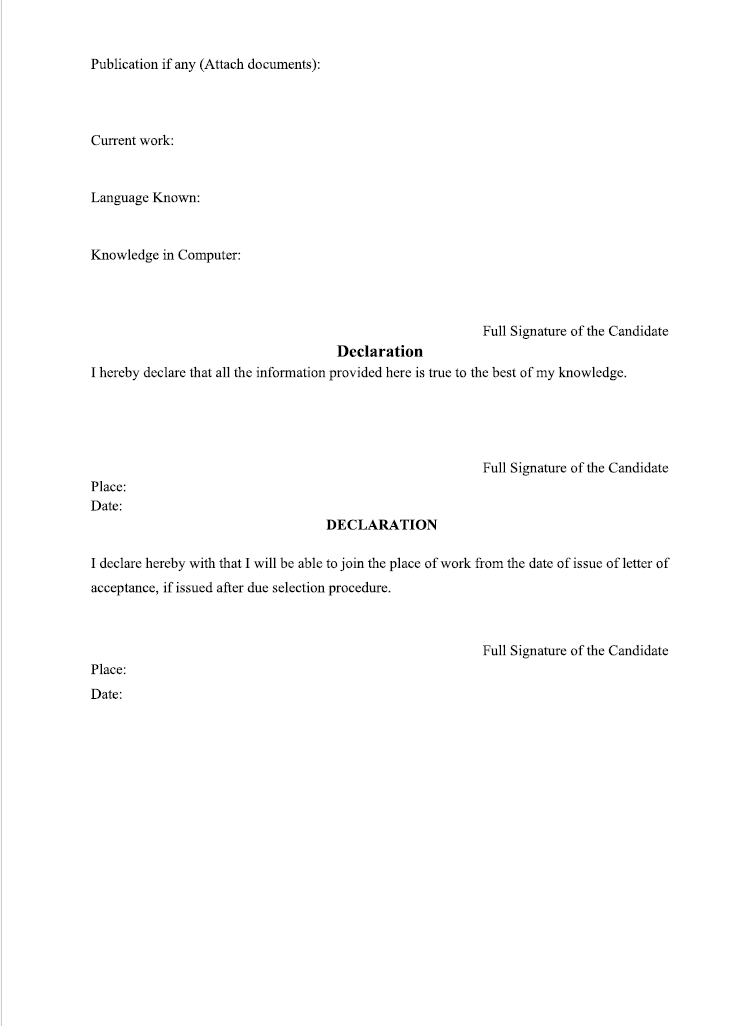 Publication if any (Attach documents):
Current work:
Language Known:
Knowledge in Computer:
Full Signature of the Candidate
Declaration
I hereby declare that all the information provided here is true to the best of my knowledge.
Full Signature of the Candidate
Place:
Date:
DECLARATION
I declare hereby with that I will be able to join the place of work from the date of issue of letter of
acceptance, if issued after due selection procedure.
Full Signature of the Candidate
Place:
Date: